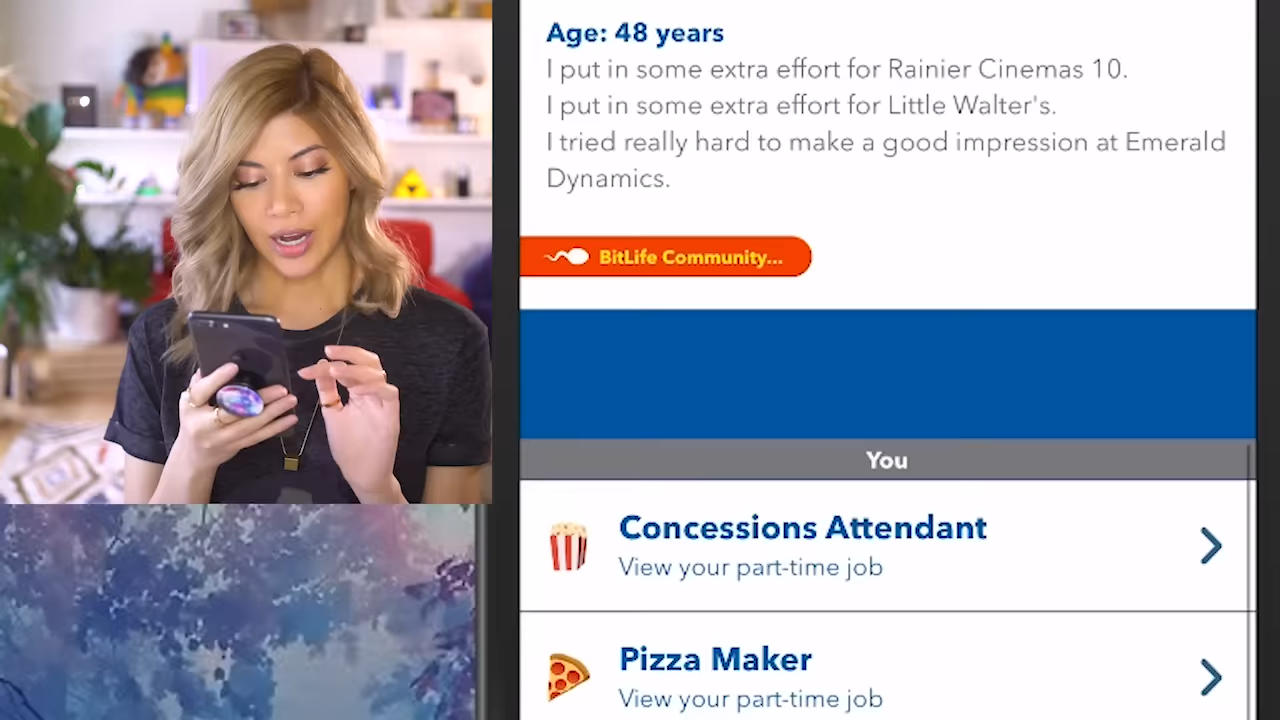 Age: 48 years
I put in some extra effort for Rainier Cinemas 10.
I put in some extra effort for Little Walter's.
I tried really hard to make a good impression at Emerald
Dynamics.
BitLife Community...
You
Concessions Attendant
View your part-time job
Pizza Maker
View your part-time job